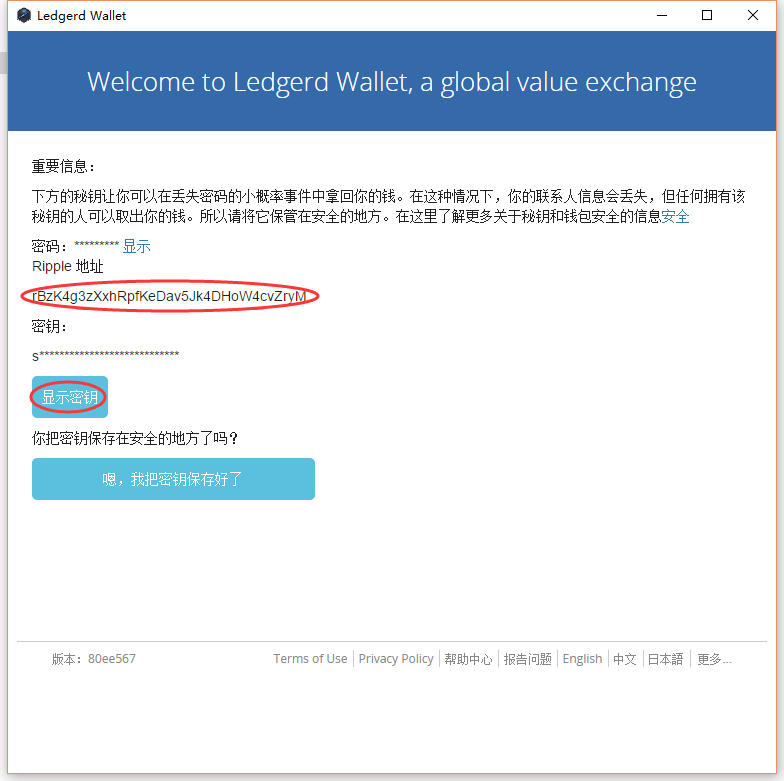 Ledgerd Wallet
Welcome to Ledgerd Wallet, a global value exchange
重要信息：
下方的秘钥让你可以在丢失密码的小概率事件中拿回你的钱。在这种情况下，你的联系人信息会丢失，但任何拥有该
秘钥的人可以取出你的钱。所以请将它保管在安全的地方。在这里了解更多关于秘钥和钱包安全的信息安全
密码：********* 显示
Ripple 地址
rBzK4g3zXxhRpfKeDav5Jk4DHoW4cvZryM
密钥：
s****************************
显示密钥
你把密钥保存在安全的地方了吗？
嗯，我把密钥保存好了
版本：80ee567
Terms of Use Privacy Policy 帮助中心 报告问题 English 中文 日本語 更多...